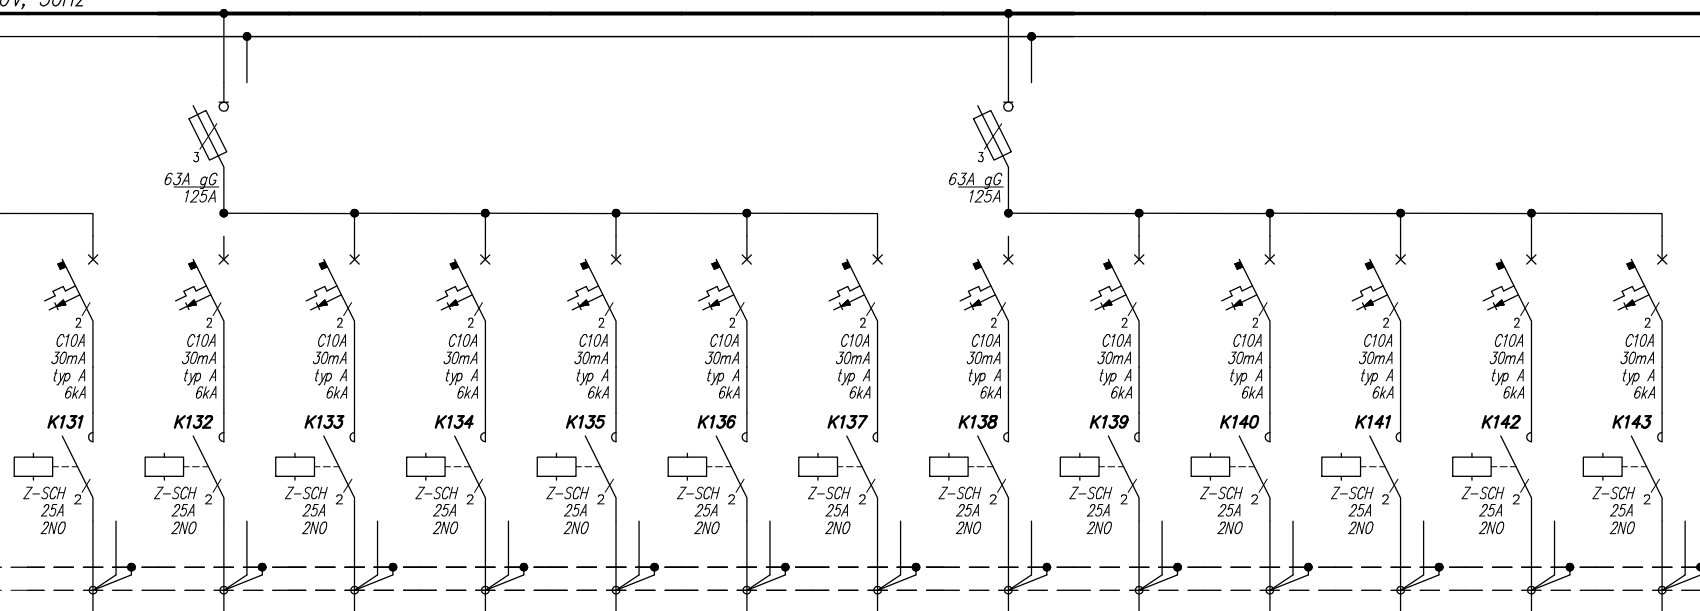 0V, 50Hz
3
63A gG
125A
3
63A gG
125A
2 2 2 2 2 2 2 2 2 2 2 2 2
C10A C10A C10A C10A C10A C10A C10A C10A C10A C10A C10A C10A C10A
30mA 30mA 30mA 30mA 30mA 30mA 30mA 30mA 30mA 30mA 30mA 30mA 30mA
typ A typ A typ A typ A typ A typ A typ A typ A typ A typ A typ A typ A typ A
6kA 6kA 6kA 6kA 6kA 6kA 6kA 6kA 6kA 6kA 6kA 6kA 6kA
K131 K132 K133 K134 K135 K136 K137 K138 K139 K140 K141 K142 K143
Z-SCH 2 Z-SCH 2 Z-SCH 2 Z-SCH 2 Z-SCH 2 Z-SCH 2 Z-SCH 2 Z-SCH 2 Z-SCH 2 Z-SCH 2 Z-SCH 2 Z-SCH 2 Z-SCH 2
25A 25A 25A 25A 25A 25A 25A 25A 25A 25A 25A 25A 25A
2NO 2NO 2NO 2NO 2NO 2NO 2NO 2NO 2NO 2NO 2NO 2NO 2NO